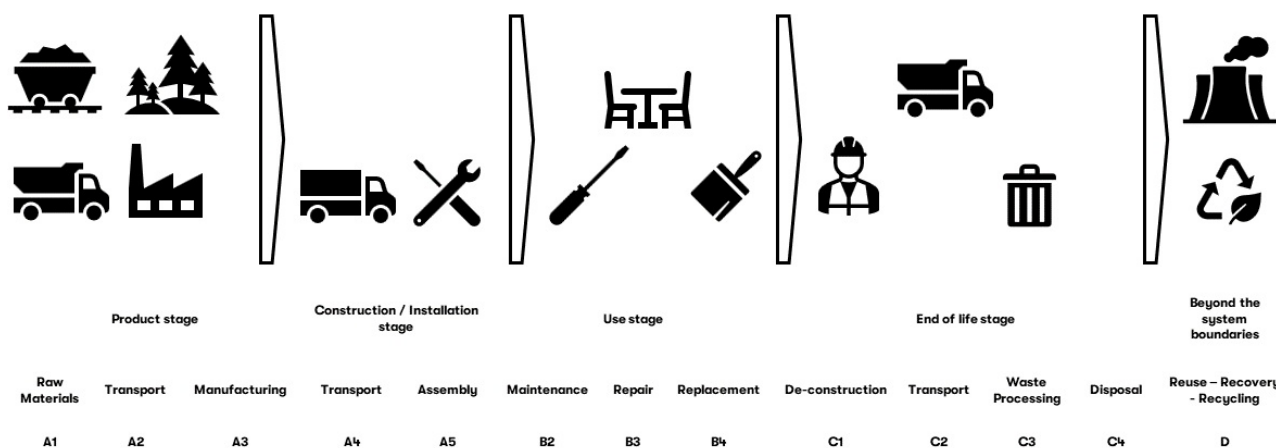 Product stage
Construction / Installation
stage
Use stage
End of life stage
Beyond the
system
boundaries
Raw
Materials
Transport
Manufacturing
Transport
Assembly
Maintenance
Repair
Replacement
De-construction
Transport
Waste
Processing
Disposal
Reuse – Recovery
- Recycling
A1
A2
A3
A4
A5
B2
B3
B4
C1
C2
C3
C4
D